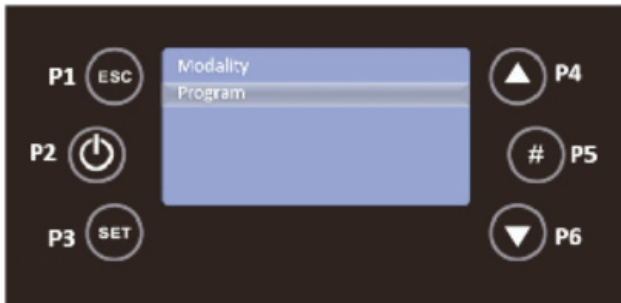 P1 ESC
Modality
Program
P4
P2
# P5
P3 SET
P6